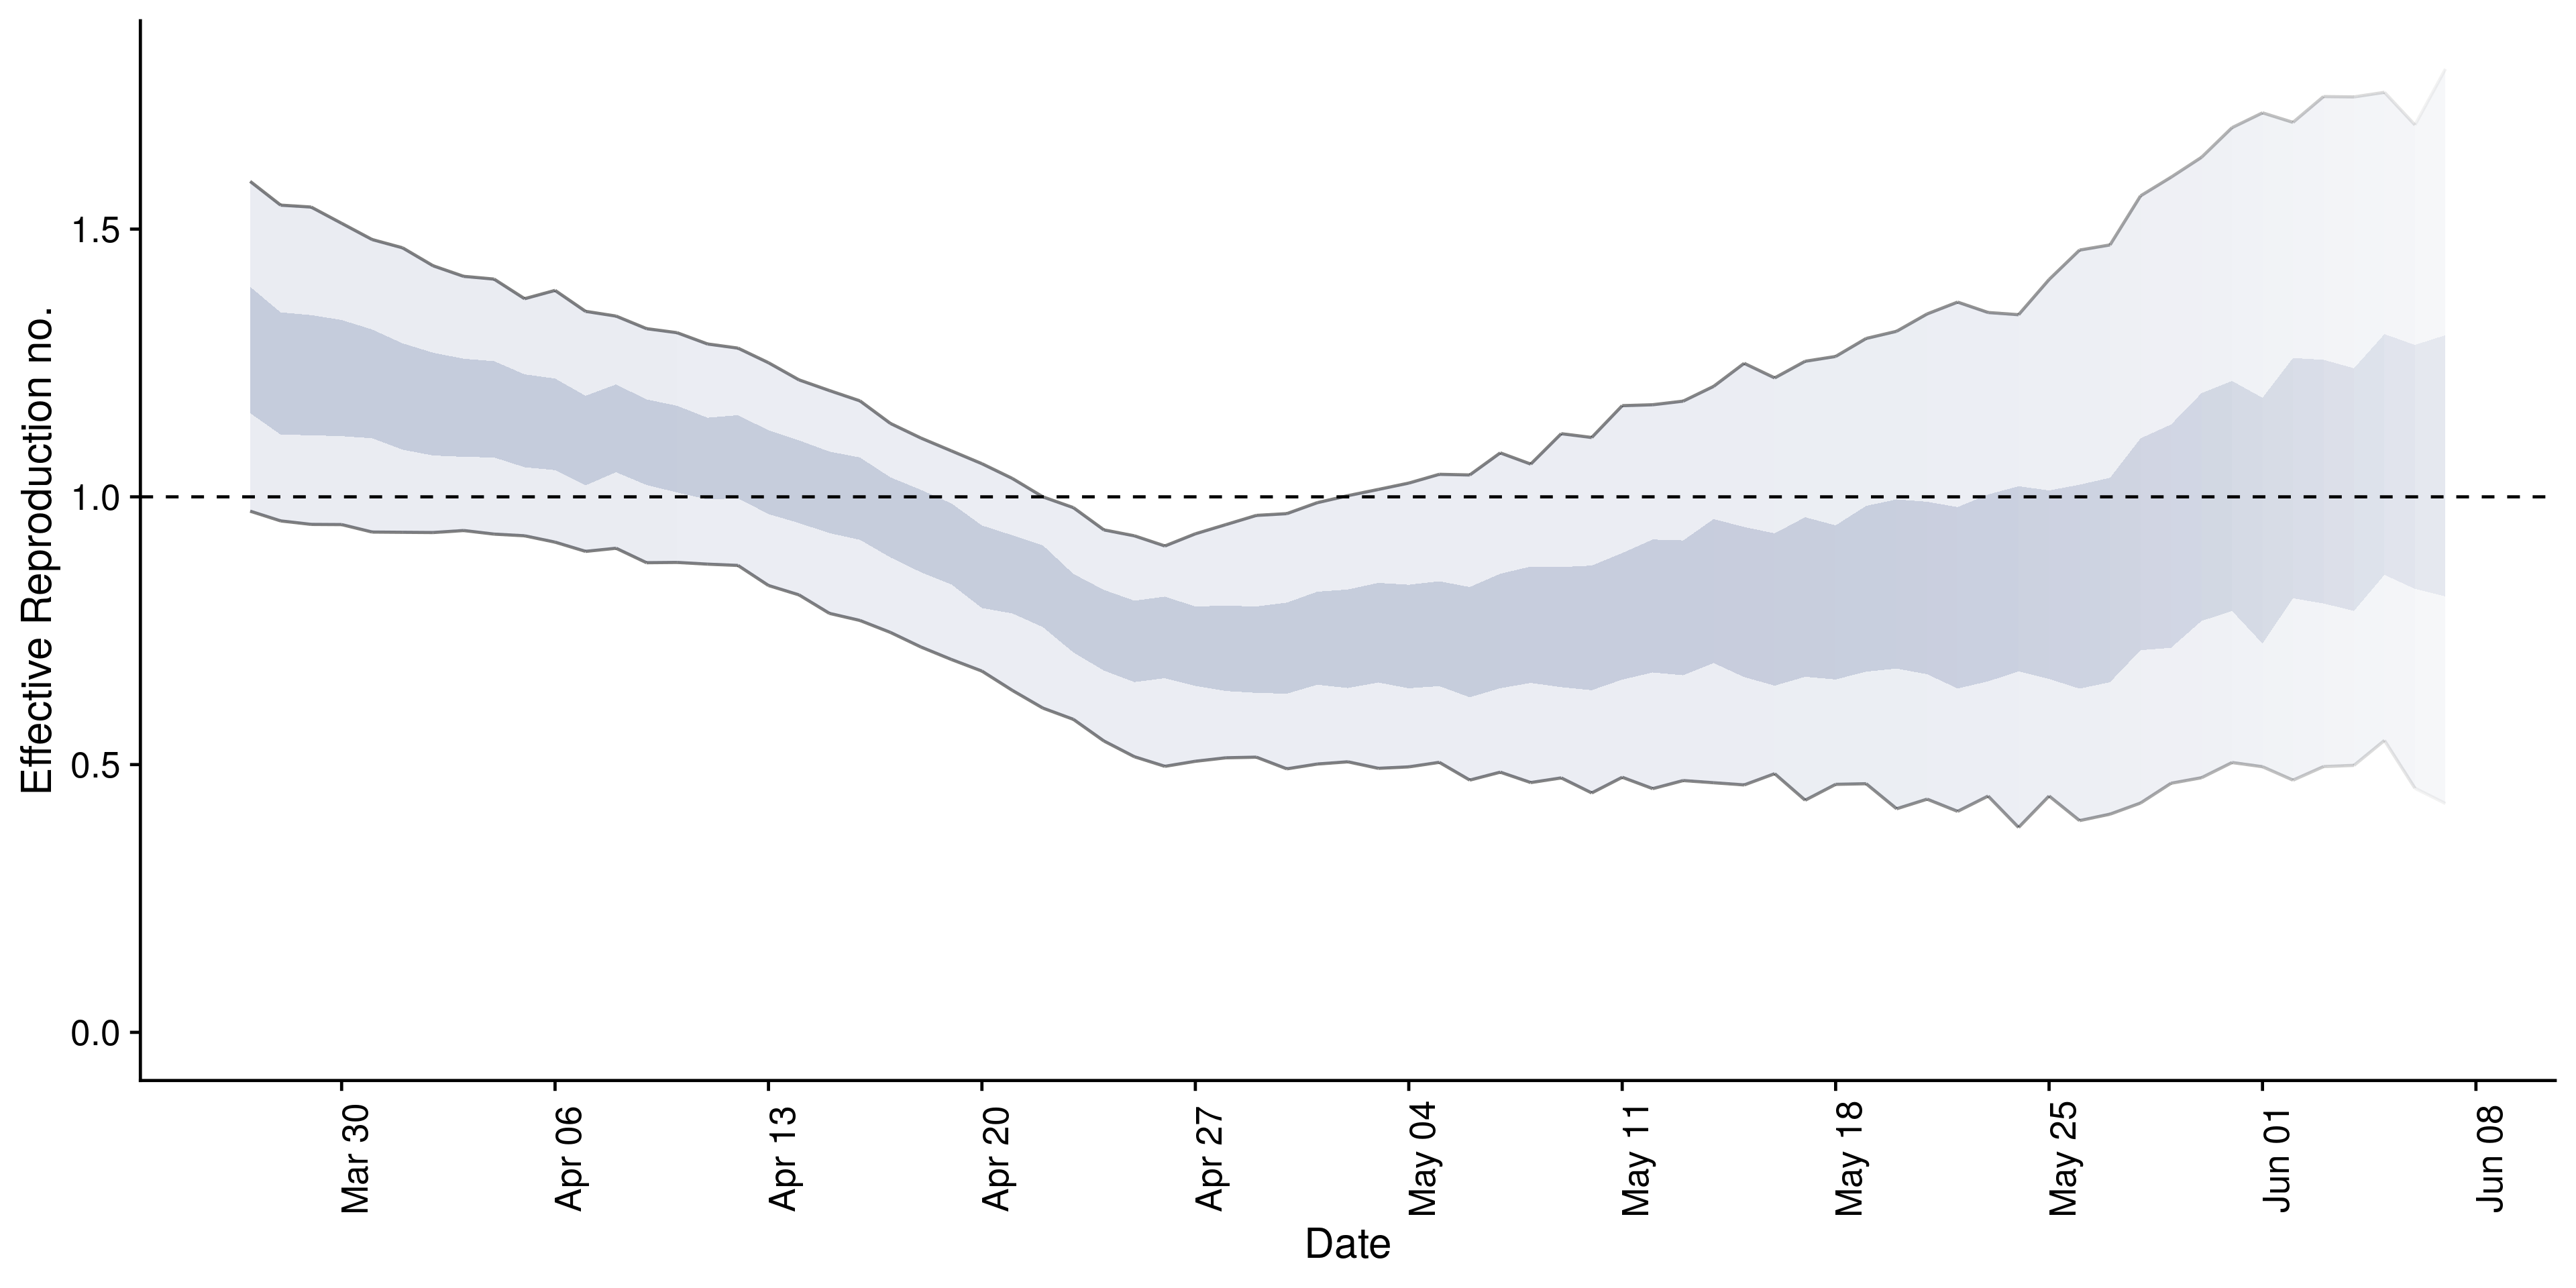 Effective Reproduction no.
1.5
1.0
0.5
0.0
Mar 30
Apr 06
Apr 13
Apr 20
Apr 27
May 04
May 11
May 18
May 25
Jun 01
Jun 08
Date